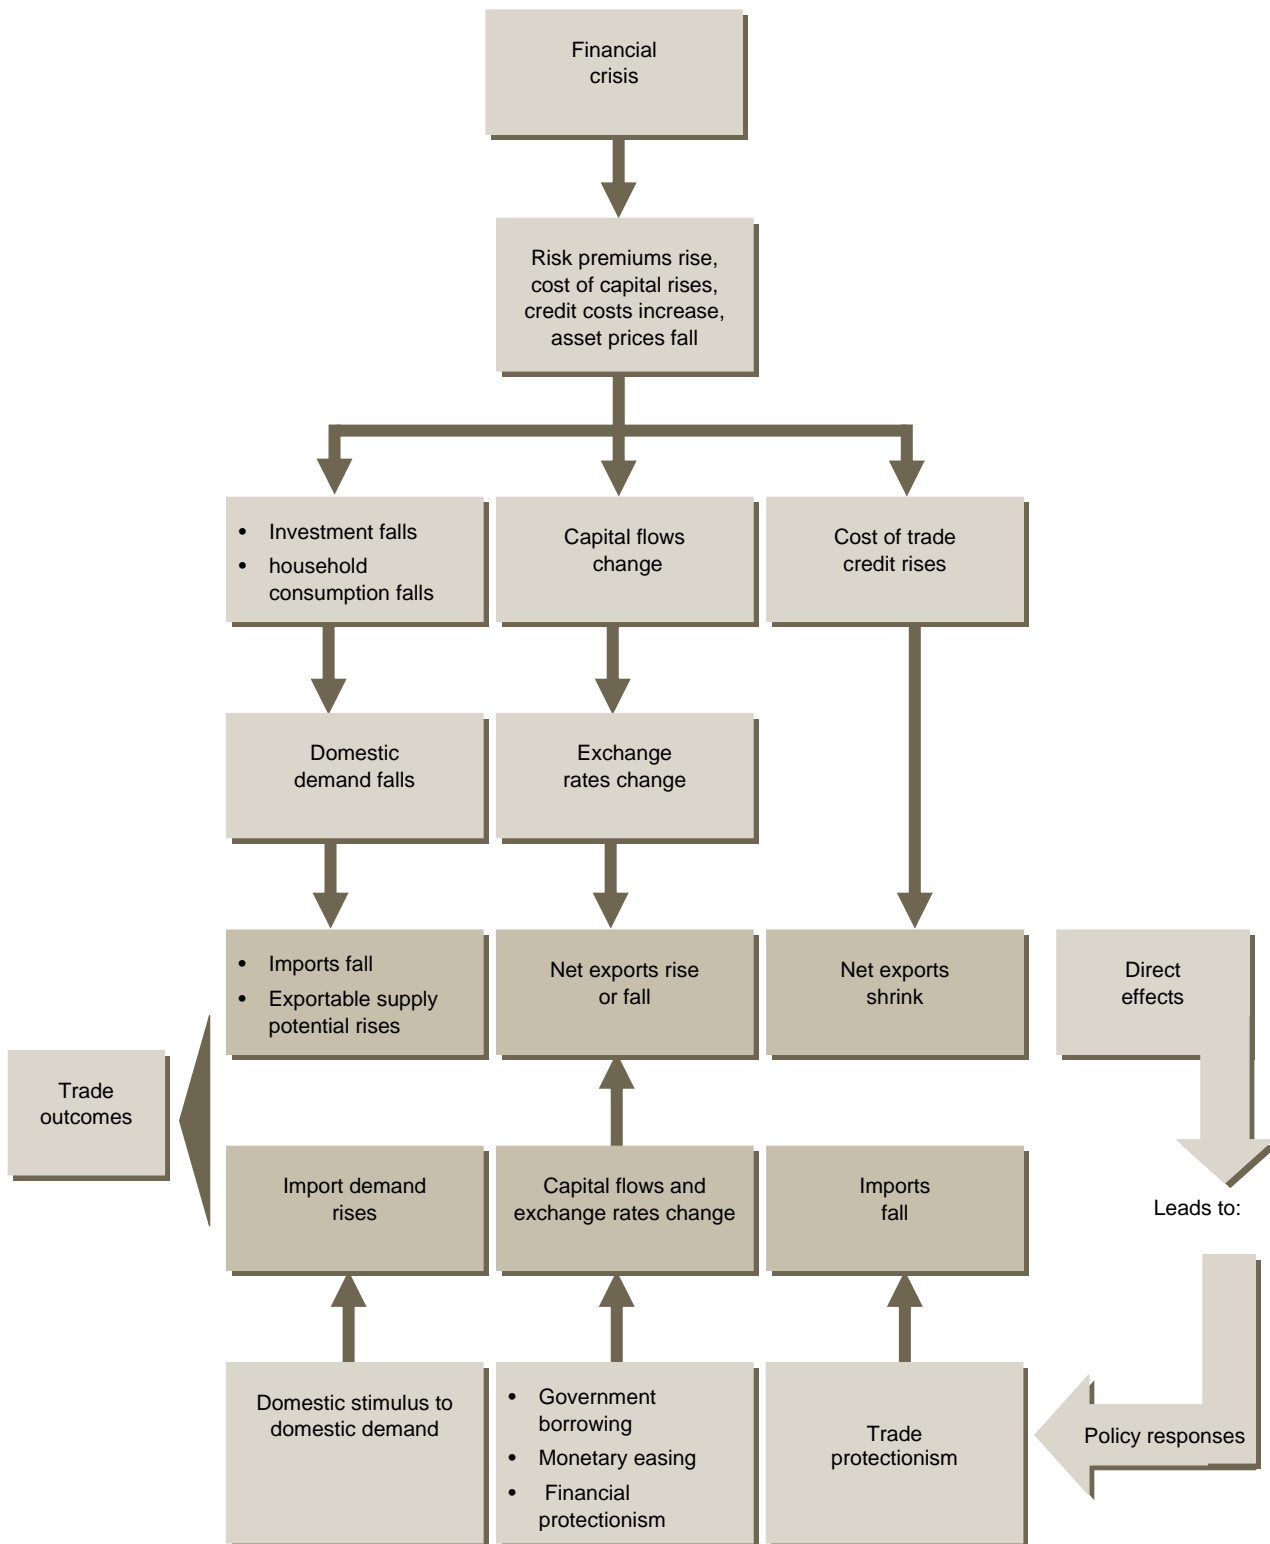 Financial
crisis
Risk premiums rise,
cost of capital rises,
credit costs increase,
asset prices fall
• Investment falls
• household
consumption falls
Capital flows
change
Cost of trade
credit rises
Domestic
demand falls
Exchange
rates change
• Imports fall
• Exportable supply
potential rises
Net exports rise
or fall
Net exports
shrink
Direct
effects
Trade
outcomes
Import demand
rises
Capital flows and
exchange rates change
Imports
fall
Leads to:
Domestic stimulus to
domestic demand
• Government
borrowing
• Monetary easing
• Financial
protectionism
Trade
protectionism
Policy responses